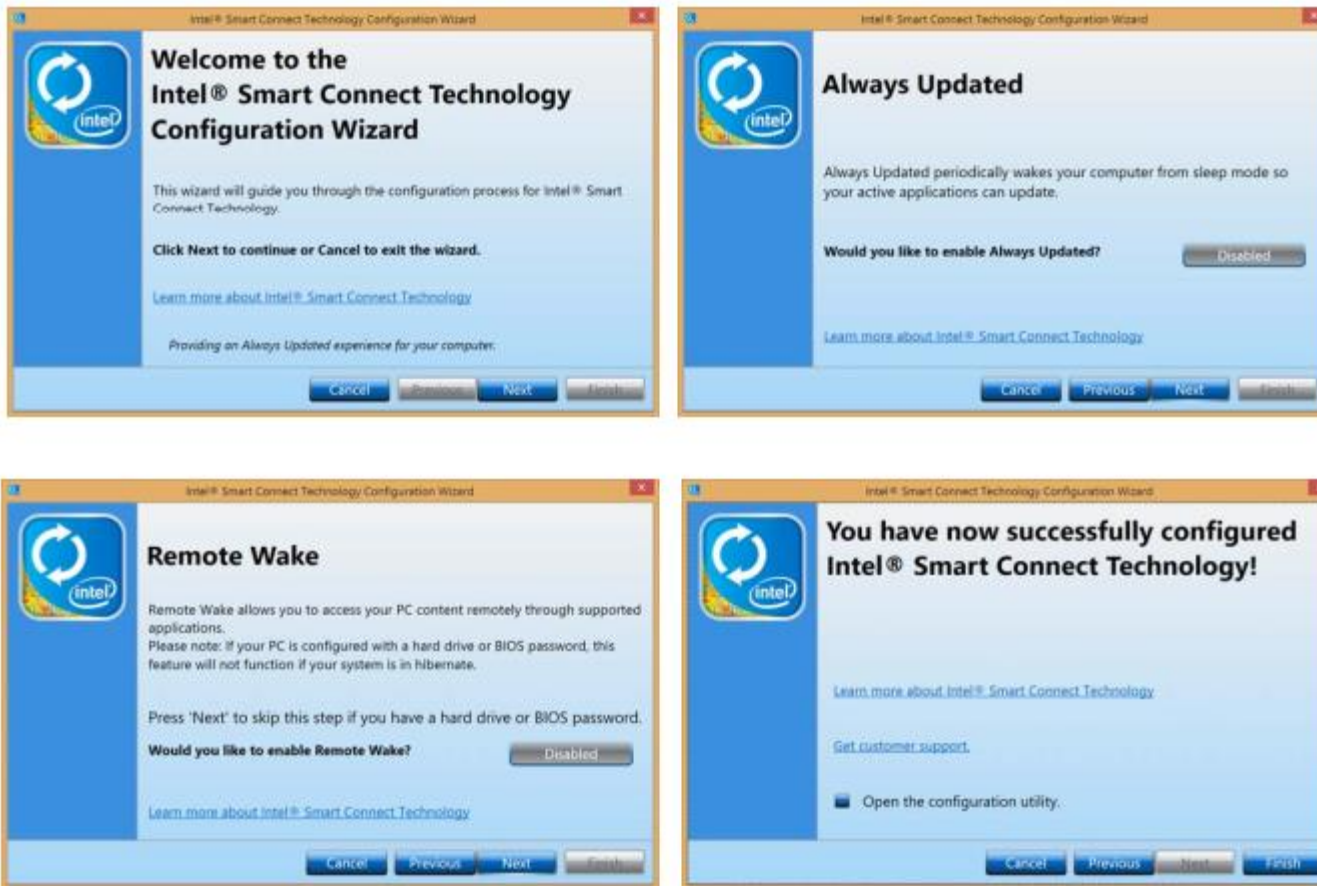 Intel® Smart Connect Technology Configuration Wizard
intel
Welcome to the
Intel® Smart Connect Technology
Configuration Wizard
This wizard will guide you through the configuration process for Intel® Smart
Connect Technology.
Click Next to continue or Cancel to exit the wizard.
Learn more about Intel® Smart Connect Technology
Providing an Always Updated experience for your computer.
Cancel Previous Next Finish
Intel® Smart Connect Technology Configuration Wizard
intel
Always Updated
Always Updated periodically wakes your computer from sleep mode so
your active applications can update.
Would you like to enable Always Updated? Disabled
Learn more about Intel® Smart Connect Technology
Cancel Previous Next Finish
Intel® Smart Connect Technology Configuration Wizard
intel
Remote Wake
Remote Wake allows you to access your PC content remotely through supported
applications.
Please note: If your PC is configured with a hard drive or BIOS password, this
feature will not function if your system is in hibernate.
Press 'Next' to skip this step if you have a hard drive or BIOS password.
Would you like to enable Remote Wake? Disabled
Learn more about Intel® Smart Connect Technology
Cancel Previous Next Finish
Intel® Smart Connect Technology Configuration Wizard
intel
You have now successfully configured
Intel® Smart Connect Technology!
Learn more about Intel® Smart Connect Technology
Get customer support.
Open the configuration utility.
Cancel Previous Next Finish